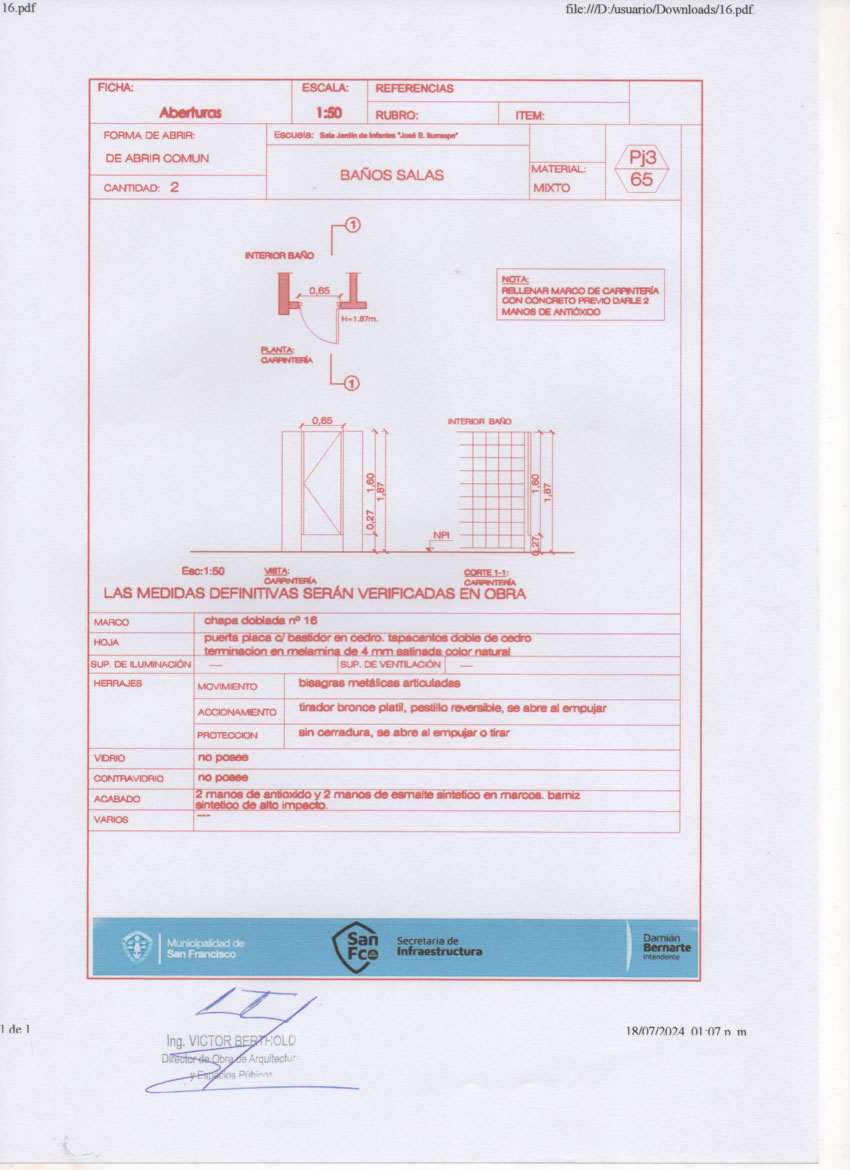 16.pdf
file:///D:/usuario/Downloads/16.pdf
FICHA:
Aberturas
ESCALA:
1:50
REFERENCIAS
RUBRO:
ITEM:
FORMA DE ABRIR:
DE ABRIR COMUN
CANTIDAD: 2
Escuela: Sala Jardín de Infantes "José B. Iturraspe"
BAÑOS SALAS
MATERIAL:
MIXTO
Pj3
65
1
INTERIOR BAÑO
0,65
H=1.87m.
PLANTA:
CARPINTERÍA
1
NOTA:
RELLENAR MARCO DE CARPINTERÍA
CON CONCRETO PREVIO DARLE 2
MANOS DE ANTIÓXIDO
0,65
1,60
1,87
0,27
INTERIOR BAÑO
1,60
1,87
0,27
NPI
Esc:1:50
VISTA:
CARPINTERÍA
CORTE 1-1:
CARPINTERÍA
LAS MEDIDAS DEFINITIVAS SERÁN VERIFICADAS EN OBRA
MARCO
chapa doblada nº 16
HOJA
puerta placa c/ bastidor en cedro. tapacantos doble de cedro
terminacion en melamina de 4 mm satinada color natural
SUP. DE ILUMINACIÓN
----
SUP. DE VENTILACIÓN
----
HERRAJES
MOVIMIENTO
bisagras metálicas articuladas
ACCIONAMIENTO
tirador bronce platil, pestillo reversible, se abre al empujar
PROTECCION
sin cerradura, se abre al empujar o tirar
VIDRIO
no posee
CONTRAVIDRIO
no posee
ACABADO
2 manos de antioxido y 2 manos de esmalte sintetico en marcos. barniz
sintetico de alto impacto.
VARIOS
---
Municipalidad de
San Francisco
San
Fco
Secretaría de
Infraestructura
Damián
Bernarte
Intendente
1 de 1
18/07/2024 01:07 p. m.
Ing. VICTOR BERTHOLD
Director de Obra de Arquitectura
y Espacios Públicos